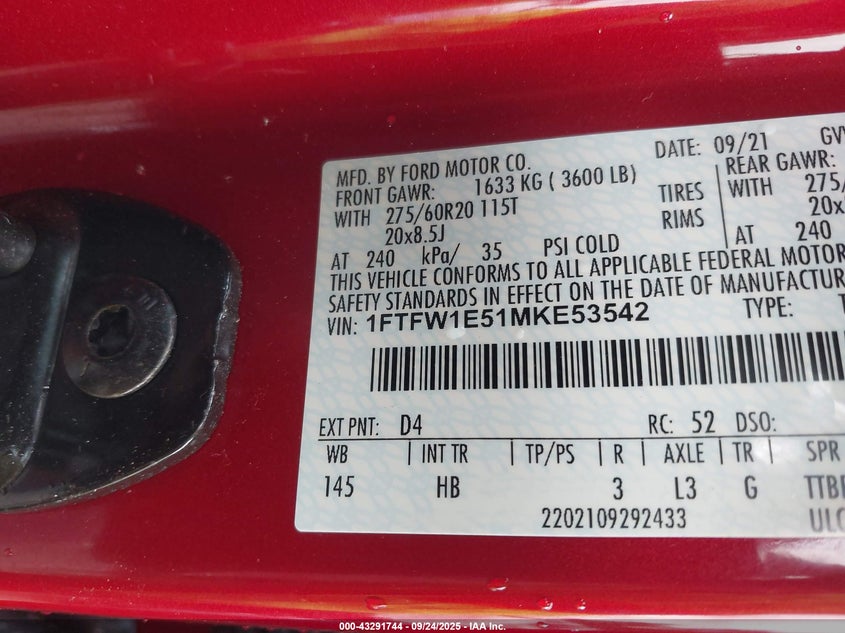 MFD. BY FORD MOTOR CO. DATE: 09/21
FRONT GAWR: 1633 KG ( 3600 LB) REAR GAWR:
WITH 275/60R20 115T TIRES WITH 275/
20x8.5J RIMS 20x
AT 240 kPa/ 35 PSI COLD AT 240
THIS VEHICLE CONFORMS TO ALL APPLICABLE FEDERAL MOTOR
SAFETY STANDARDS IN EFFECT ON THE DATE OF MANUFACTUR
VIN: 1FTFW1E51MKE53542 TYPE:
EXT PNT: D4 RC: 52 DSO:
WB | INT TR | TP/PS | R | AXLE | TR | SPR
145 HB 3 L3 G
2202109292433
000-43291744 - 09/24/2025 - IAA Inc.